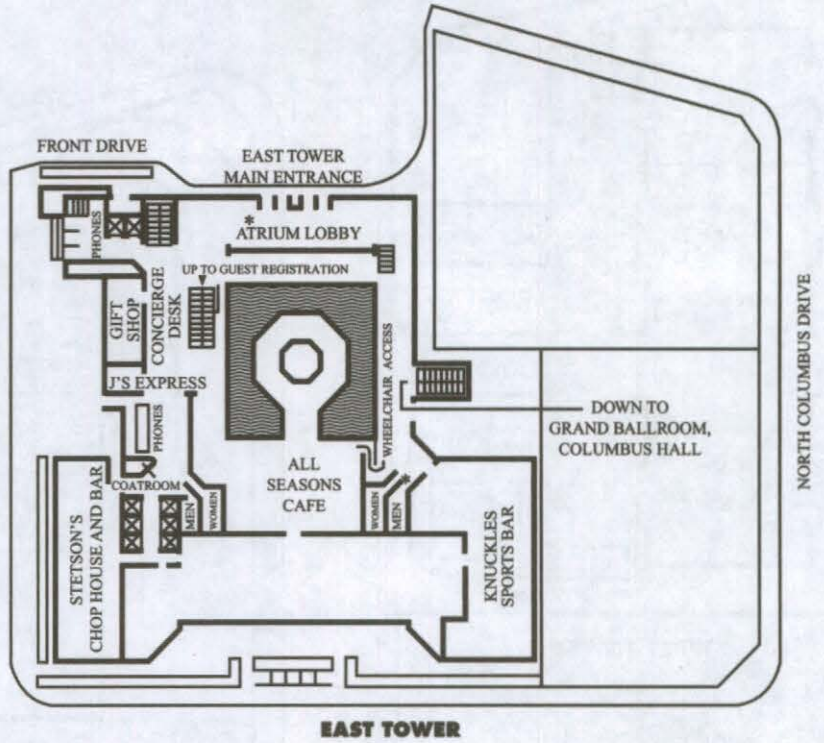 FRONT DRIVE
EAST TOWER
MAIN ENTRANCE
*
ATRIUM LOBBY
PHONES
UP TO GUEST REGISTRATION
GIFT
SHOP
CONCIERGE
DESK
WHEELCHAIR ACCESS
NORTH COLUMBUS DRIVE
J'S EXPRESS
DOWN TO
GRAND BALLROOM,
COLUMBUS HALL
PHONES
ALL
SEASONS
CAFE
COATROOM
MEN
WOMEN
WOMEN
MEN
*
STETSON'S
CHOP HOUSE AND BAR
KNUCKLES
SPORTS BAR
EAST TOWER